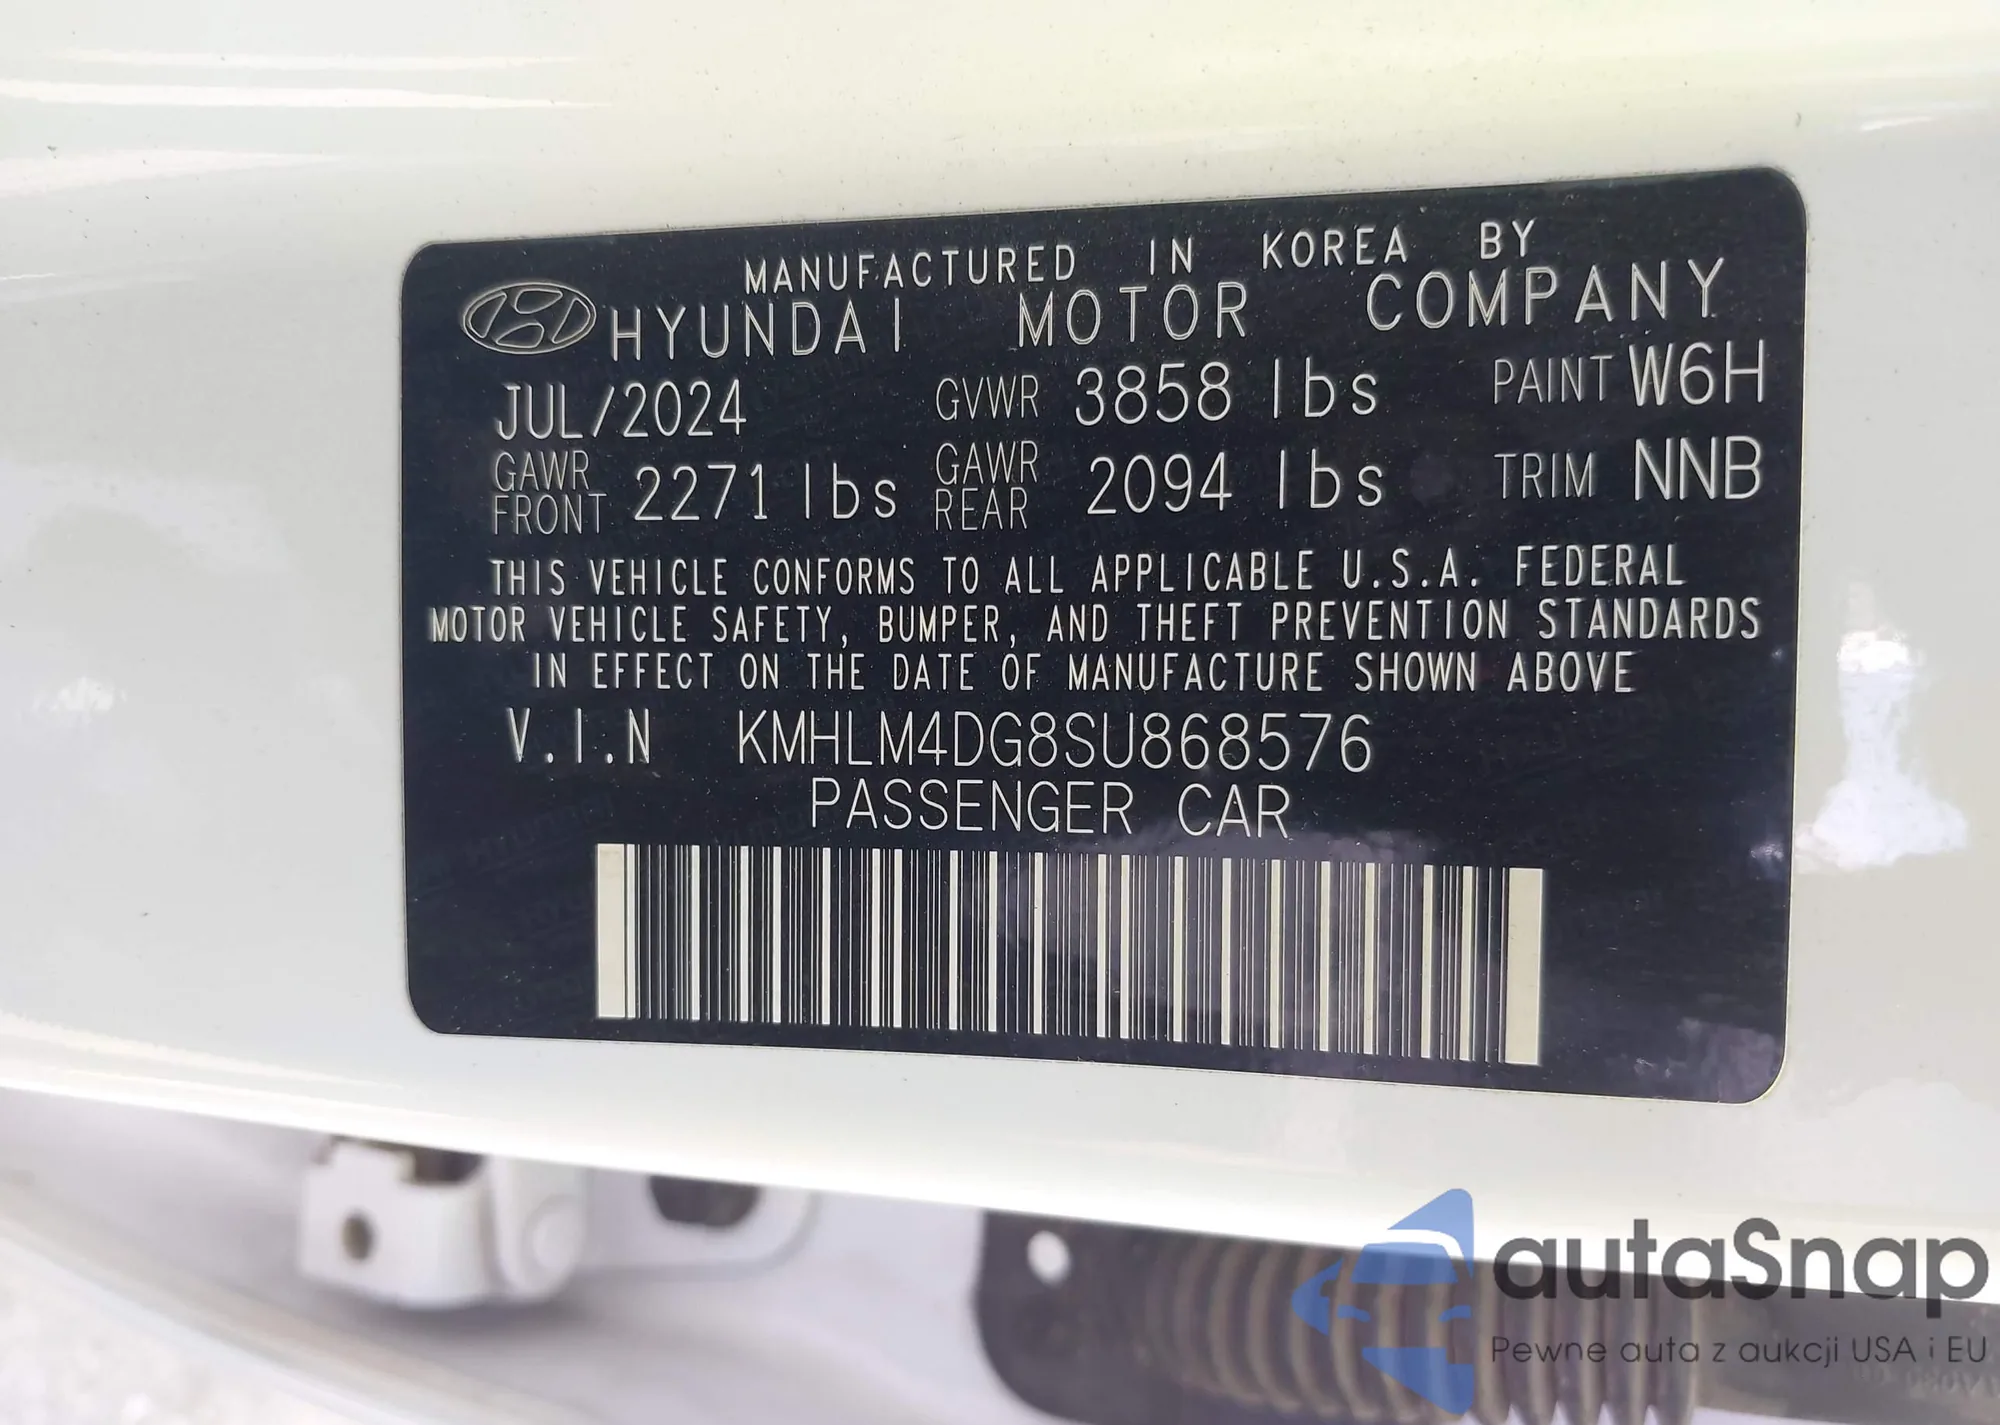 MANUFACTURED IN KOREA BY
HYUNDAI MOTOR COMPANY
JUL/2024 GVWR 3858 lbs PAINT W6H
GAWR FRONT 2271 lbs GAWR REAR 2094 lbs TRIM NNB
THIS VEHICLE CONFORMS TO ALL APPLICABLE U.S.A. FEDERAL
MOTOR VEHICLE SAFETY, BUMPER, AND THEFT PREVENTION STANDARDS
IN EFFECT ON THE DATE OF MANUFACTURE SHOWN ABOVE
V.I.N KMHLM4DG8SU868576
PASSENGER CAR
autaSnap
Pewne auta z aukcji USA i EU